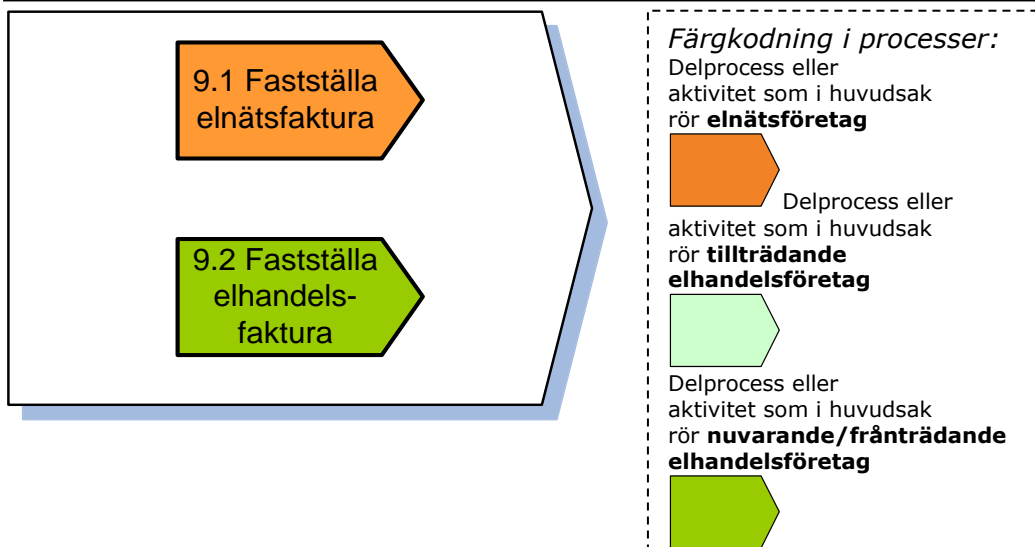 9.1 Fastställa
elnätsfaktura
9.2 Fastställa
elhandels-
faktura
Färgkodning i processer:
Delprocess eller
aktivitet som i huvudsak
rör elnätsföretag
Delprocess eller
aktivitet som i huvudsak
rör tillträdande
elhandelsföretag
Delprocess eller
aktivitet som i huvudsak
rör nuvarande/frånträdande
elhandelsföretag